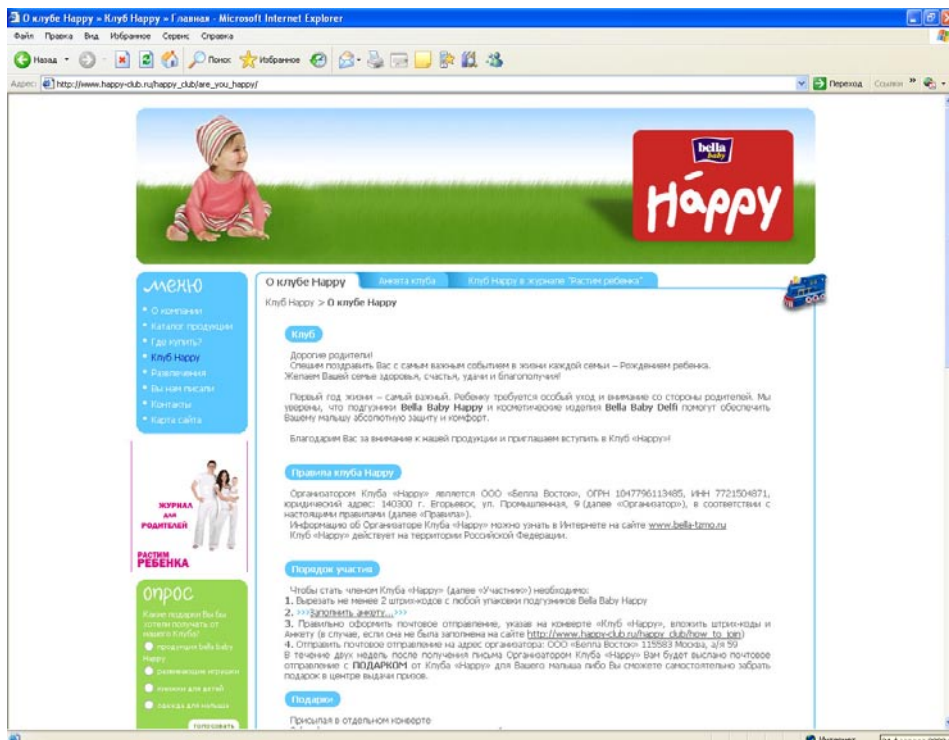 О клубе Happy » Клуб Happy » Главная - Microsoft Internet Explorer
Файл Правка Вид Избранное Сервис Справка
Назад Поиск Избранное
Адрес: http://www.happy-club.ru/happy_club/are_you_happy/ Переход Ссылки »
bella
baby
Háppy
меню
О компании
Каталог продукции
Где купить?
Клуб Happy
Развлечения
Вы нам писали
Контакты
Карта сайта
ЖУРНАЛ
ДЛЯ
РОДИТЕЛЕЙ
РАСТИМ
РЕБЕНКА
опрос
Какие подарки Вы бы
хотели получать от
нашего Клуба?
продукция bella baby
Happy
развивающие игрушки
книжки для детей
одежда для малыша
голосовать
О клубе Happy Анкета клуба Клуб Happy в журнале "Растим ребенка"
Клуб Happy > О клубе Happy
Клуб
Дорогие родители!
Спешим поздравить Вас с самым важным событием в жизни каждой семьи – Рождением ребенка.
Желаем Вашей семье здоровья, счастья, удачи и благополучия!
Первый год жизни – самый важный. Ребенку требуется особый уход и внимание со стороны родителей. Мы
уверены, что подгузники Bella Baby Happy и косметические изделия Bella Baby Delfi помогут обеспечить
Вашему малышу абсолютную защиту и комфорт.
Благодарим Вас за внимание к нашей продукции и приглашаем вступить в Клуб «Happy»!
Правила клуба Happy
Организатором Клуба «Happy» является ООО «Белла Восток», ОГРН 1047796113485, ИНН 7721504871,
юридический адрес: 140300 г. Егорьевск, ул. Промышленная, 9 (далее «Организатор»), в соответствии с
настоящими правилами (далее «Правила»).
Информацию об Организаторе Клуба «Happy» можно узнать в Интернете на сайте www.bella-tzmo.ru
Клуб «Happy» действует на территории Российской Федерации.
Порядок участия
Чтобы стать членом Клуба «Happy» (далее «Участник») необходимо:
1. Вырезать не менее 2 штрих-кодов с любой упаковки подгузников Bella Baby Happy
2. >>>Заполнить анкету...>>>
3. Правильно оформить почтовое отправление, указав на конверте «Клуб Happy», вложить штрих-коды и
Анкету (в случае, если она не была заполнена на сайте http://www.happy-club.ru/happy_club/how_to_join)
4. Отправить почтовое отправление на адрес организатора: ООО «Белла Восток» 115583 Москва, а/я 59
В течение двух недель после получения письма Организатором Клуба «Happy» Вам будет выслано почтовое
отправление с ПОДАРКОМ от Клуба «Happy» для Вашего малыша либо Вы сможете самостоятельно забрать
подарок в центре выдачи призов.
Подарки
Присылая в отдельном конверте
Интернет